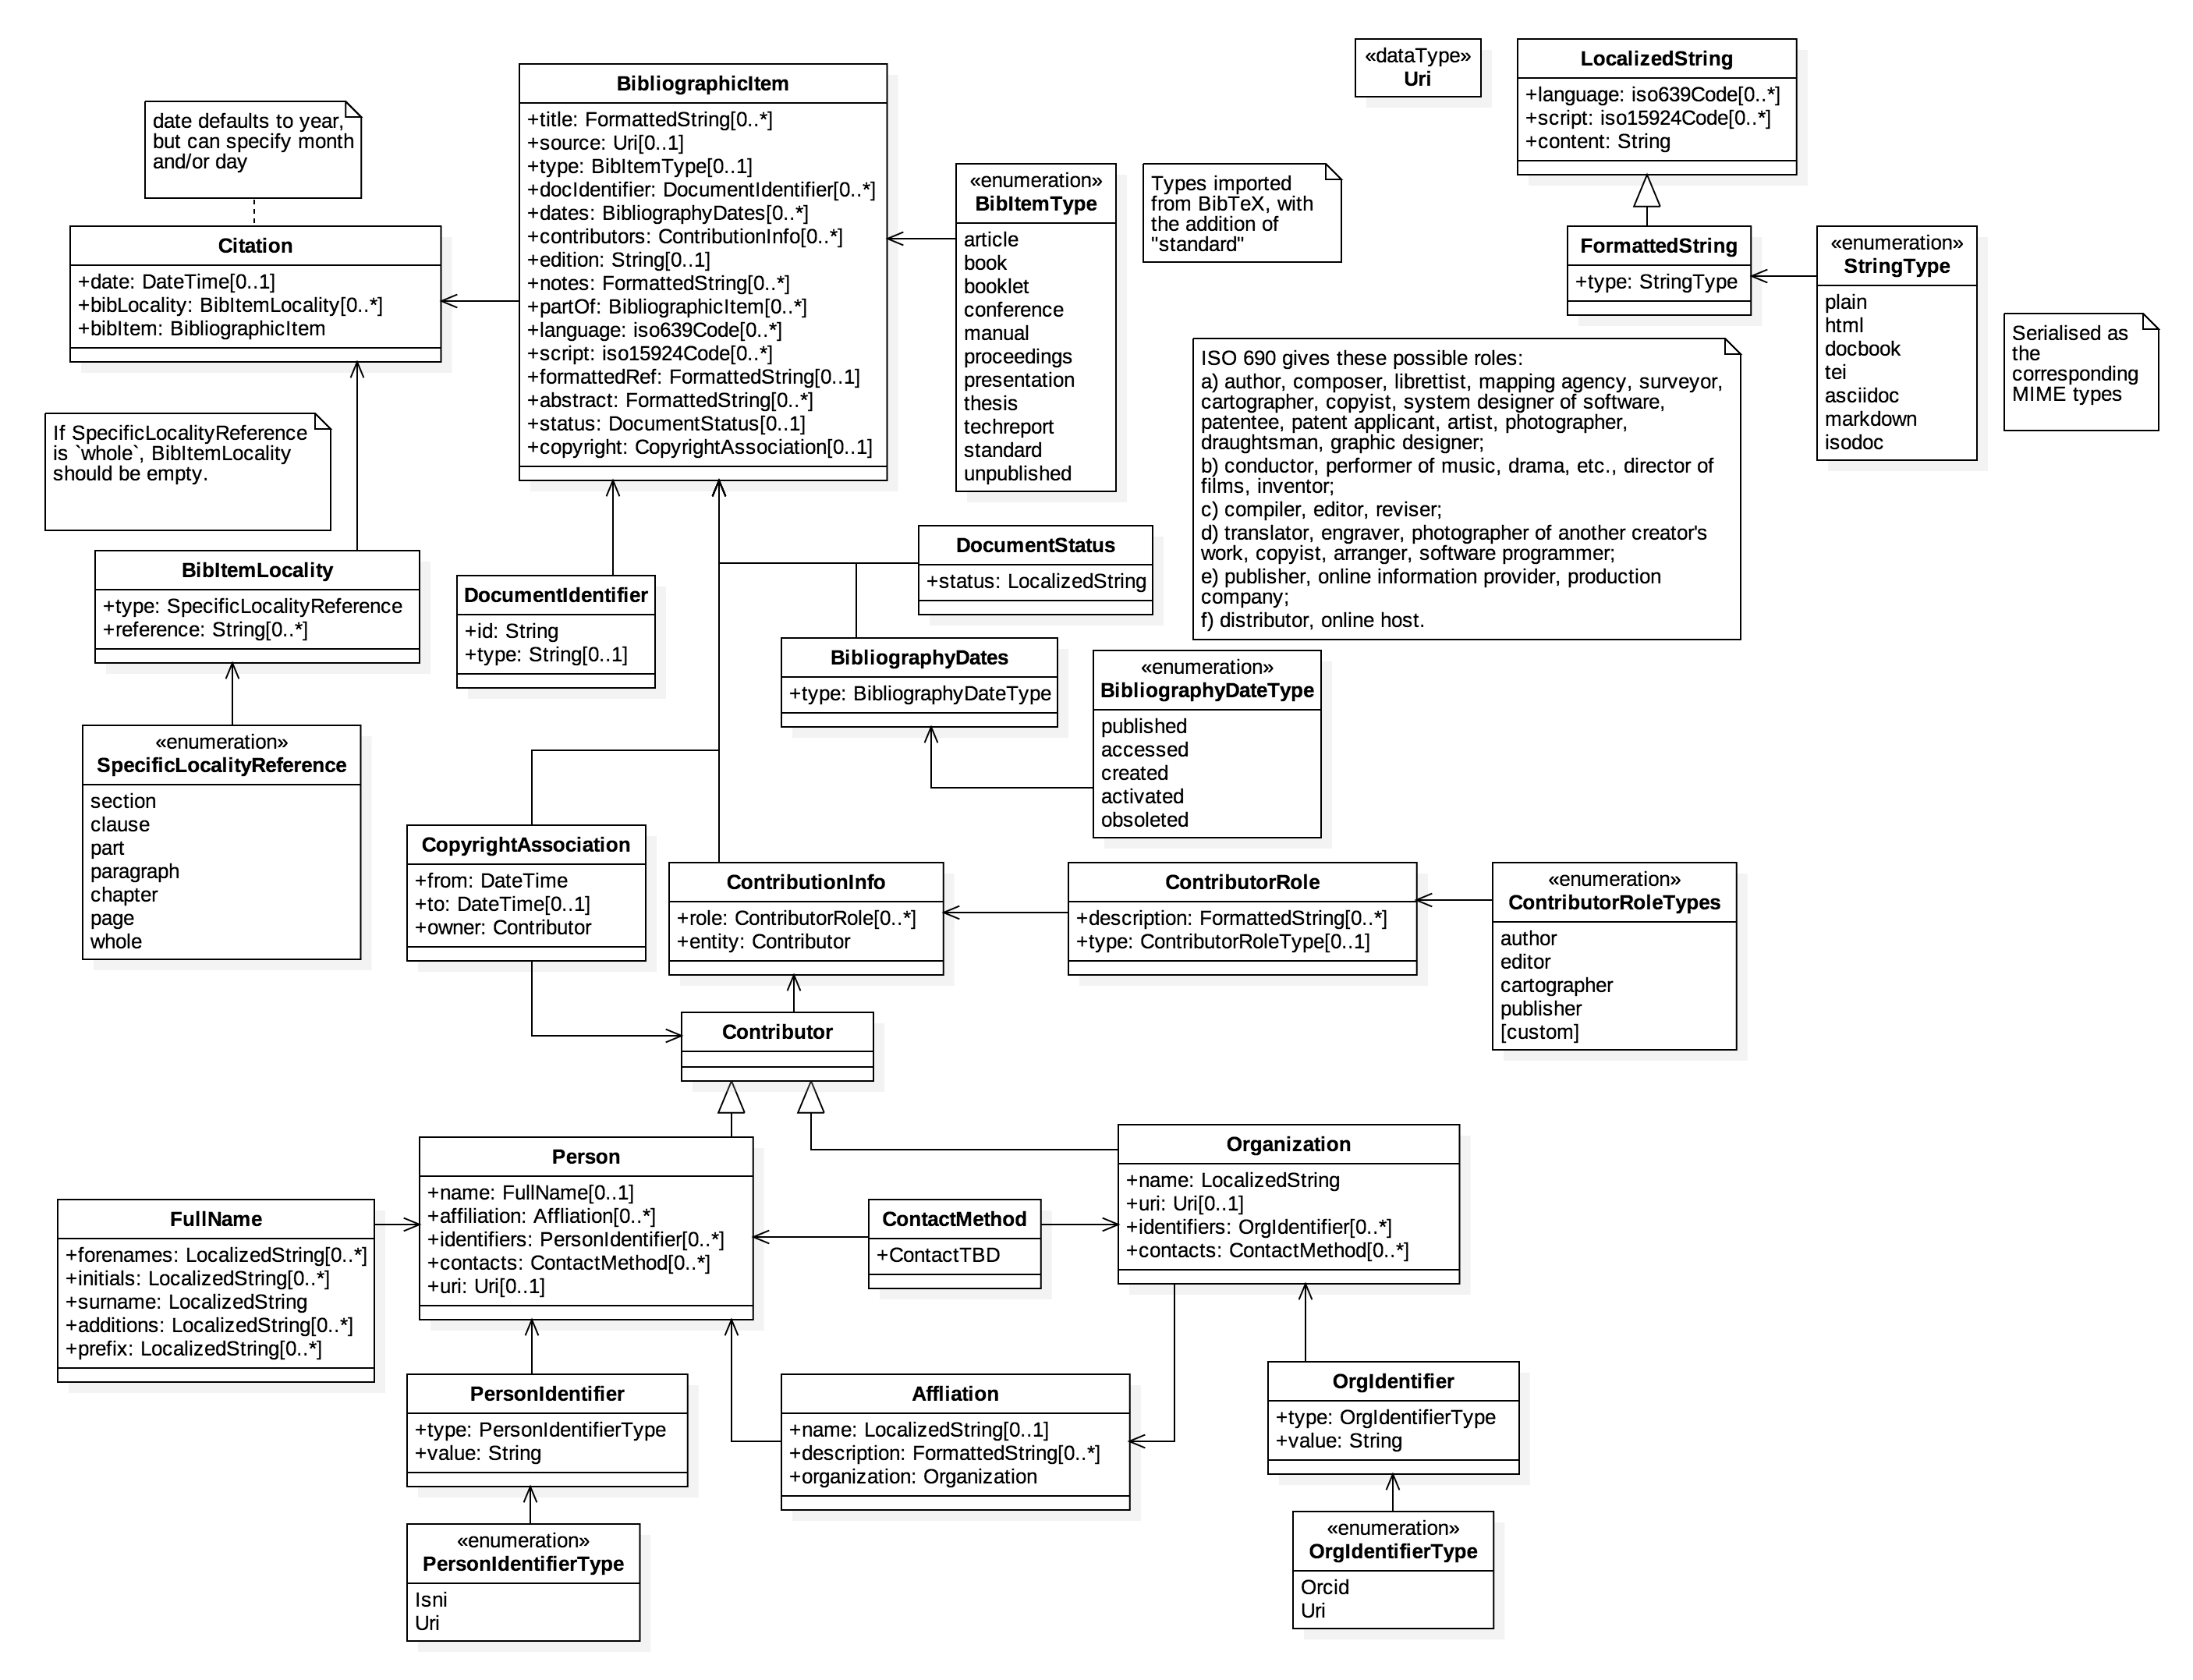 date defaults to year,
but can specify month
and/or day
Citation
+date: DateTime[0..1]
+bibLocality: BibItemLocality[0..*]
+bibItem: BibliographicItem
If SpecificLocalityReference
is `whole`, BibItemLocality
should be empty.
BibItemLocality
+type: SpecificLocalityReference
+reference: String[0..*]
«enumeration»
SpecificLocalityReference
section
clause
part
paragraph
chapter
page
whole
BibliographicItem
+title: FormattedString[0..*]
+source: Uri[0..1]
+type: BibItemType[0..1]
+docIdentifier: DocumentIdentifier[0..*]
+dates: BibliographyDates[0..*]
+contributors: ContributionInfo[0..*]
+edition: String[0..1]
+notes: FormattedString[0..*]
+partOf: BibliographicItem[0..*]
+language: iso639Code[0..*]
+script: iso15924Code[0..*]
+formattedRef: FormattedString[0..1]
+abstract: FormattedString[0..*]
+status: DocumentStatus[0..1]
+copyright: CopyrightAssociation[0..1]
«enumeration»
BibItemType
article
book
booklet
conference
manual
proceedings
presentation
thesis
techreport
standard
unpublished
Types imported
from BibTeX, with
the addition of
"standard"
«dataType»
Uri
LocalizedString
+language: iso639Code[0..*]
+script: iso15924Code[0..*]
+content: String
FormattedString
+type: StringType
«enumeration»
StringType
plain
html
docbook
tei
asciidoc
markdown
isodoc
Serialised as
the
corresponding
MIME types
ISO 690 gives these possible roles:
a) author, composer, librettist, mapping agency, surveyor,
cartographer, copyist, system designer of software,
patentee, patent applicant, artist, photographer,
draughtsman, graphic designer;
b) conductor, performer of music, drama, etc., director of
films, inventor;
c) compiler, editor, reviser;
d) translator, engraver, photographer of another creator's
work, copyist, arranger, software programmer;
e) publisher, online information provider, production
company;
f) distributor, online host.
DocumentIdentifier
+id: String
+type: String[0..1]
DocumentStatus
+status: LocalizedString
BibliographyDates
+type: BibliographyDateType
«enumeration»
BibliographyDateType
published
accessed
created
activated
obsoleted
CopyrightAssociation
+from: DateTime
+to: DateTime[0..1]
+owner: Contributor
ContributionInfo
+role: ContributorRole[0..*]
+entity: Contributor
ContributorRole
+description: FormattedString[0..*]
+type: ContributorRoleType[0..1]
«enumeration»
ContributorRoleTypes
author
editor
cartographer
publisher
[custom]
Contributor
Person
+name: FullName[0..1]
+affiliation: Affliation[0..*]
+identifiers: PersonIdentifier[0..*]
+contacts: ContactMethod[0..*]
+uri: Uri[0..1]
Organization
+name: LocalizedString
+uri: Uri[0..1]
+identifiers: OrgIdentifier[0..*]
+contacts: ContactMethod[0..*]
FullName
+forenames: LocalizedString[0..*]
+initials: LocalizedString[0..*]
+surname: LocalizedString
+additions: LocalizedString[0..*]
+prefix: LocalizedString[0..*]
ContactMethod
+ContactTBD
PersonIdentifier
+type: PersonIdentifierType
+value: String
Affliation
+name: LocalizedString[0..1]
+description: FormattedString[0..*]
+organization: Organization
OrgIdentifier
+type: OrgIdentifierType
+value: String
«enumeration»
PersonIdentifierType
Isni
Uri
«enumeration»
OrgIdentifierType
Orcid
Uri